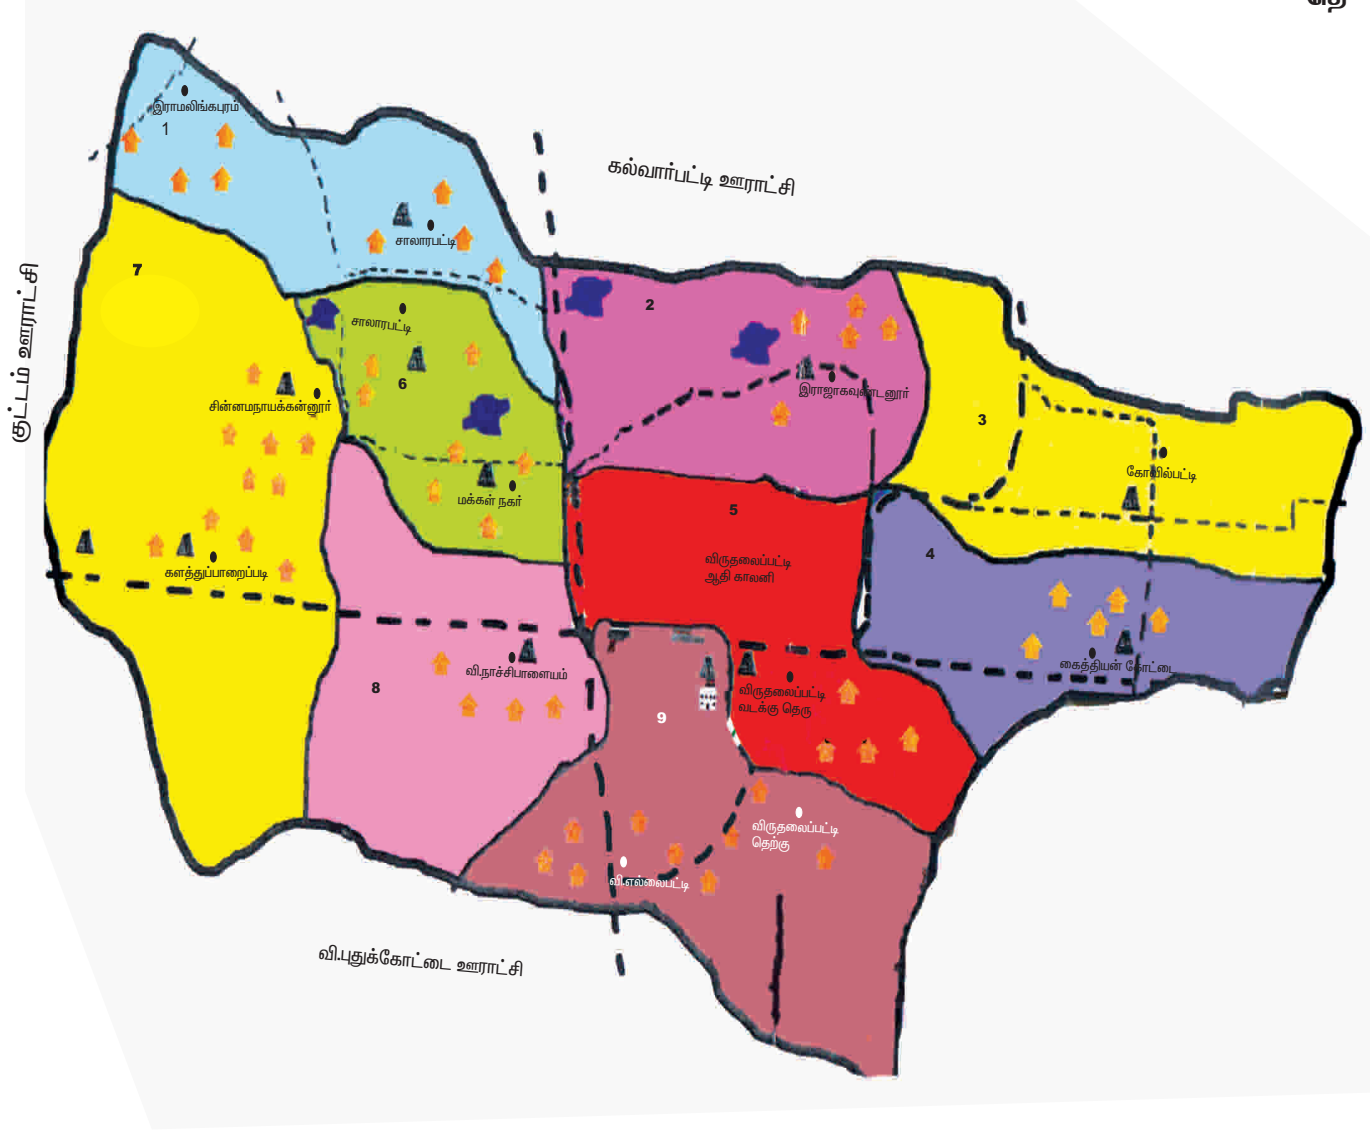 தெ
இராமலிங்கபுரம்
1
கல்வார்பட்டி ஊராட்சி
சாலாரபட்டி
குட்டம் ஊராட்சி
7
2
சாலாரபட்டி
6
இராஜாகவுண்டனூர்
சின்னமநாயக்கன்னூர்
3
கோவில்பட்டி
மக்கள் நகர்
5
4
விருதலைப்பட்டி
ஆதி காலனி
களத்துப்பாறைப்படி
கைத்தியன் கோட்டை
வி.நாச்சிபாளையம்
8
விருதலைப்பட்டி
வடக்கு தெரு
9
விருதலைப்பட்டி
தெற்கு
வி.எல்லைபட்டி
வி.புதுக்கோட்டை ஊராட்சி